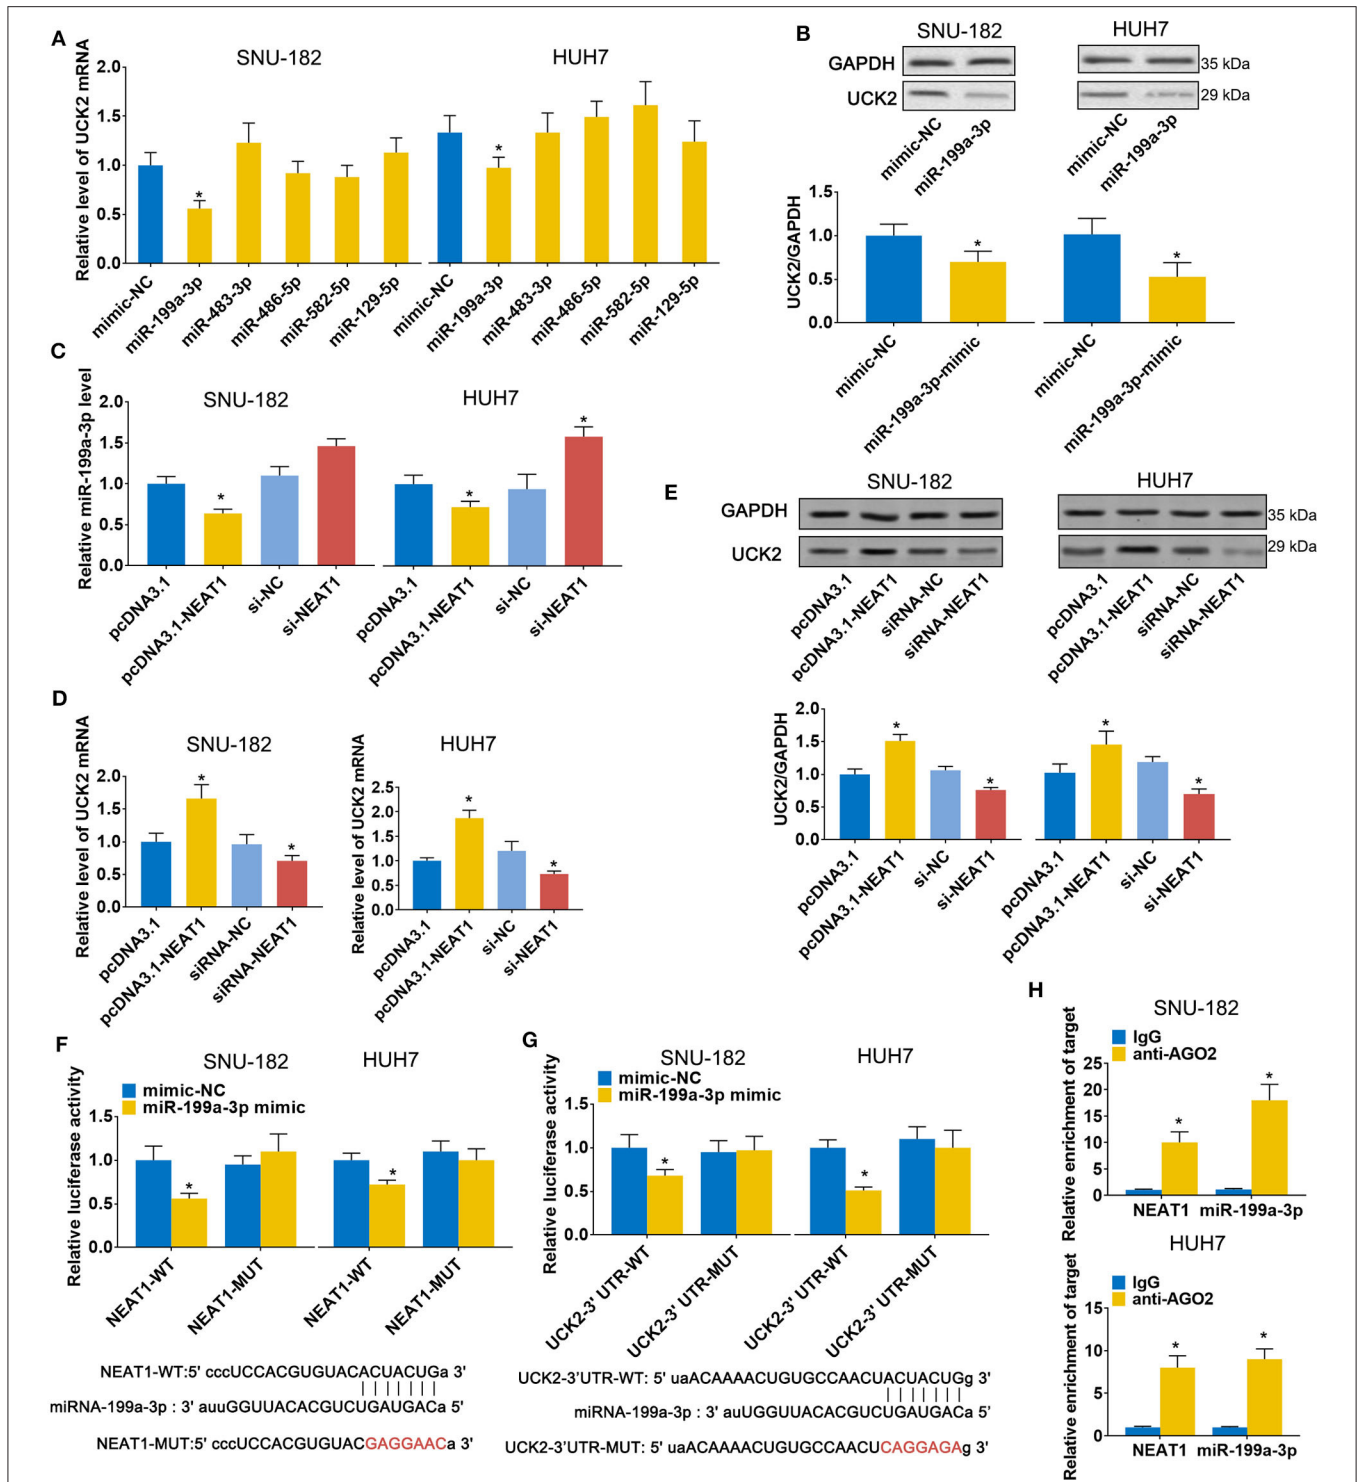 A
SNU-182
HUH7
Relative level of UCK2 mRNA
2.0
1.5
1.0
0.5
0.0
*
*
mimic-NC
miR-199a-3p
miR-483-3p
miR-486-5p
miR-582-5p
miR-129-5p
mimic-NC
miR-199a-3p
miR-483-3p
miR-486-5p
miR-582-5p
miR-129-5p
B
SNU-182
HUH7
GAPDH
35 kDa
UCK2
29 kDa
mimic-NC
miR-199a-3p
mimic-NC
miR-199a-3p
UCK2/GAPDH
1.5
1.0
0.5
0.0
*
*
mimic-NC
miR-199a-3p-mimic
mimic-NC
miR-199a-3p-mimic
C
SNU-182
HUH7
Relative miR-199a-3p level
2.0
1.5
1.0
0.5
0.0
*
*
*
pcDNA3.1
pcDNA3.1-NEAT1
si-NC
si-NEAT1
pcDNA3.1
pcDNA3.1-NEAT1
si-NC
si-NEAT1
D
SNU-182
Relative level of UCK2 mRNA
2.0
1.5
1.0
0.5
0.0
*
*
pcDNA3.1
pcDNA3.1-NEAT1
siRNA-NC
siRNA-NEAT1
HUH7
Relative level of UCK2 mRNA
2.5
2.0
1.5
1.0
0.5
0.0
*
*
pcDNA3.1
pcDNA3.1-NEAT1
si-NC
si-NEAT1
E
SNU-182
HUH7
GAPDH
35 kDa
UCK2
29 kDa
pcDNA3.1
pcDNA3.1-NEAT1
siRNA-NC
siRNA-NEAT1
pcDNA3.1
pcDNA3.1-NEAT1
siRNA-NC
siRNA-NEAT1
UCK2/GAPDH
2.0
1.5
1.0
0.5
0.0
*
*
*
*
pcDNA3.1
pcDNA3.1-NEAT1
si-NC
si-NEAT1
pcDNA3.1
pcDNA3.1-NEAT1
si-NC
si-NEAT1
F
SNU-182
HUH7
mimic-NC
miR-199a-3p mimic
Relative luciferase activity
1.5
1.0
0.5
0.0
*
*
NEAT1-WT
NEAT1-MUT
NEAT1-WT
NEAT1-MUT
NEAT1-WT:5' cccUCCACGUGUACACUACUGa 3'
miRNA-199a-3p : 3' auuGGUUACACGUCUGAUGACa 5'
NEAT1-MUT:5' cccUCCACGUGUACGAGGAACa 3'
G
SNU-182
HUH7
mimic-NC
miR-199a-3p mimic
Relative luciferase activity
1.5
1.0
0.5
0.0
*
*
UCK2-3' UTR-WT
UCK2-3' UTR-MUT
UCK2-3' UTR-WT
UCK2-3' UTR-MUT
UCK2-3'UTR-WT: 5' uaACAAAACUGUGCCAACUACUACUGg 3'
miRNA-199a-3p : 3' auUGGUUACACGUCUGAUGACa 5'
UCK2-3'UTR-MUT: 5' uaACAAAACUGUGCCAACUCAGGAGAg 3'
H
SNU-182
IgG
anti-AGO2
Relative enrichment of target
25
20
15
10
5
0
*
*
NEAT1
miR-199a-3p
HUH7
IgG
anti-AGO2
Relative enrichment of target
15
10
5
0
*
*
NEAT1
miR-199a-3p